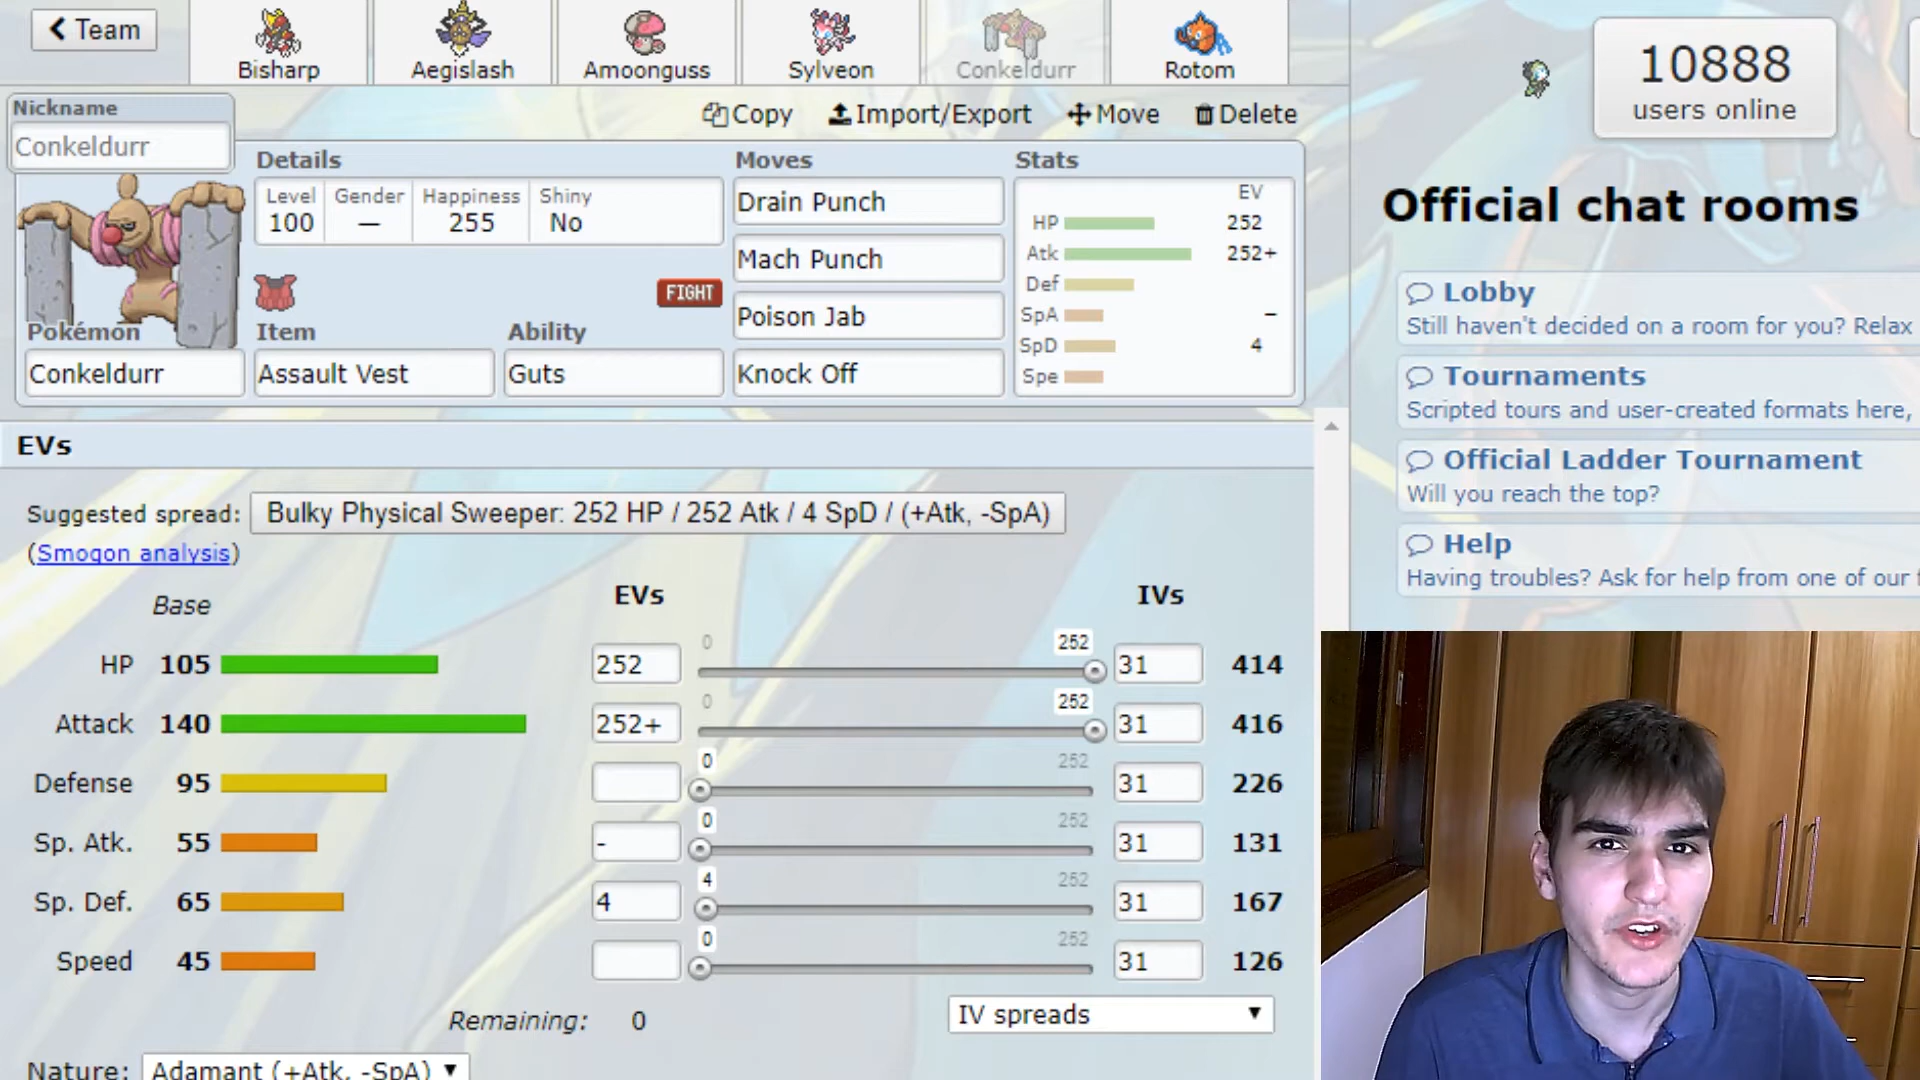 Team
Bisharp
Aegislash
Amoonguss
Sylveon
Conkeldurr
Rotom
10888
users online
Nickname
Conkeldurr
Copy
Import/Export
Move
Delete
Details
Level
100
Gender
—
Happiness
255
Shiny
No
FIGHT
Pokémon
Conkeldurr
Item
Assault Vest
Ability
Guts
Moves
Drain Punch
Mach Punch
Poison Jab
Knock Off
Stats
EV
HP 252
Atk 252+
Def
SpA −
SpD 4
Spe
Official chat rooms
Lobby
Still haven't decided on a room for you? Relax
Tournaments
Scripted tours and user-created formats here,
Official Ladder Tournament
Will you reach the top?
Help
Having troubles? Ask for help from one of our
EVs
Suggested spread: Bulky Physical Sweeper: 252 HP / 252 Atk / 4 SpD / (+Atk, -SpA)
(Smogon analysis)
Base EVs IVs
HP 105 252 0 252 31 414
Attack 140 252+ 0 252 31 416
Defense 95 0 252 31 226
Sp. Atk. 55 - 0 252 31 131
Sp. Def. 65 4 4 252 31 167
Speed 45 0 252 31 126
Remaining: 0
IV spreads
Nature: Adamant (+Atk, -SpA)